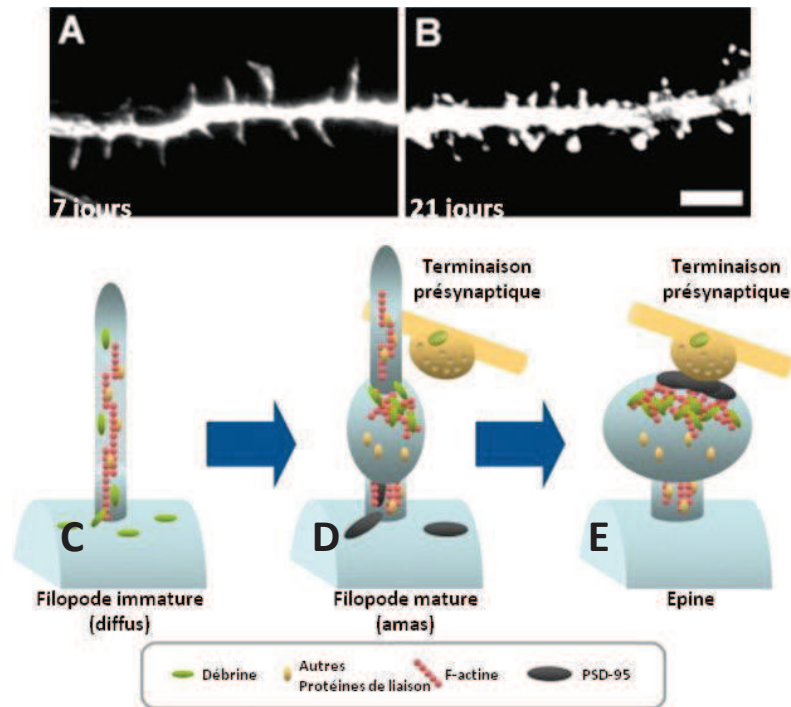 A
B
7 jours
21 jours
Terminaison
présynaptique
Terminaison
présynaptique
C
D
E
Filopode immature
(diffus)
Filopode mature
(amas)
Epine
Débrine
Autres
Protéines de liaison
F-actine
PSD-95